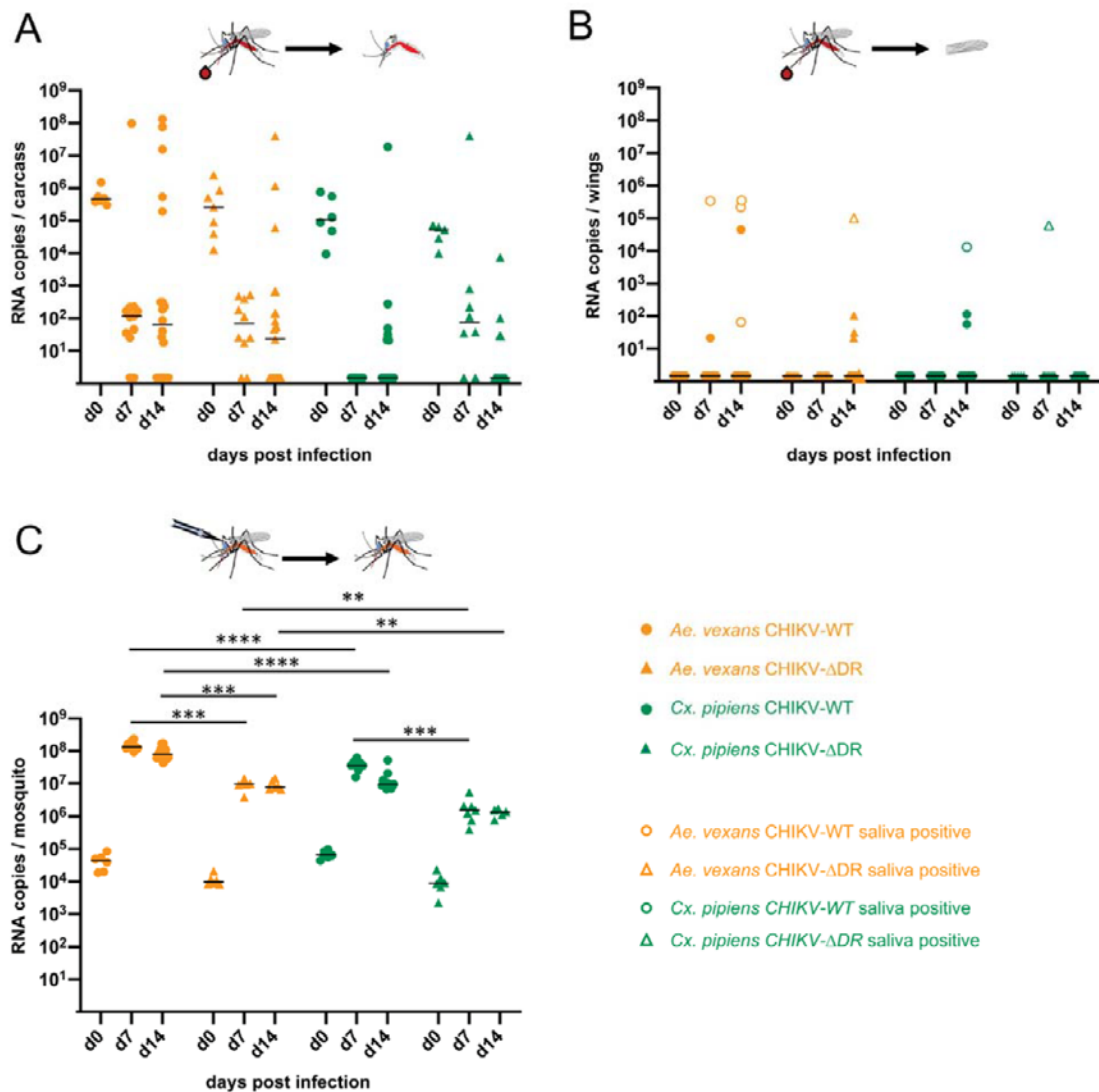 A
B
RNA copies / carcass
10⁹
10⁸
10⁷
10⁶
10⁵
10⁴
10³
10²
10¹
d0 d7 d14 d0 d7 d14 d0 d7 d14 d0 d7 d14
days post infection
RNA copies / wings
10⁹
10⁸
10⁷
10⁶
10⁵
10⁴
10³
10²
10¹
d0 d7 d14 d0 d7 d14 d0 d7 d14 d0 d7 d14
days post infection
C
**
**
****
****
***
***
***
RNA copies / mosquito
10⁹
10⁸
10⁷
10⁶
10⁵
10⁴
10³
10²
10¹
d0 d7 d14 d0 d7 d14 d0 d7 d14 d0 d7 d14
days post infection
Ae. vexans CHIKV-WT
Ae. vexans CHIKV-ΔDR
Cx. pipiens CHIKV-WT
Cx. pipiens CHIKV-ΔDR
Ae. vexans CHIKV-WT saliva positive
Ae. vexans CHIKV-ΔDR saliva positive
Cx. pipiens CHIKV-WT saliva positive
Cx. pipiens CHIKV-ΔDR saliva positive